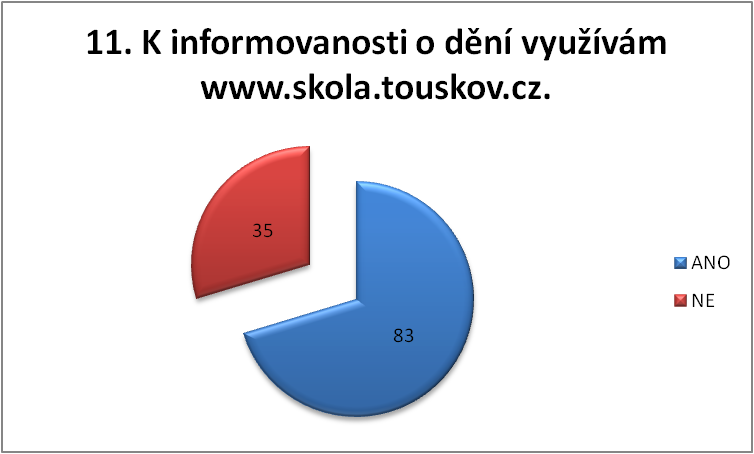 11. K informovanosti o dění využívám
www.skola.touskov.cz.
35
83
ANO
NE